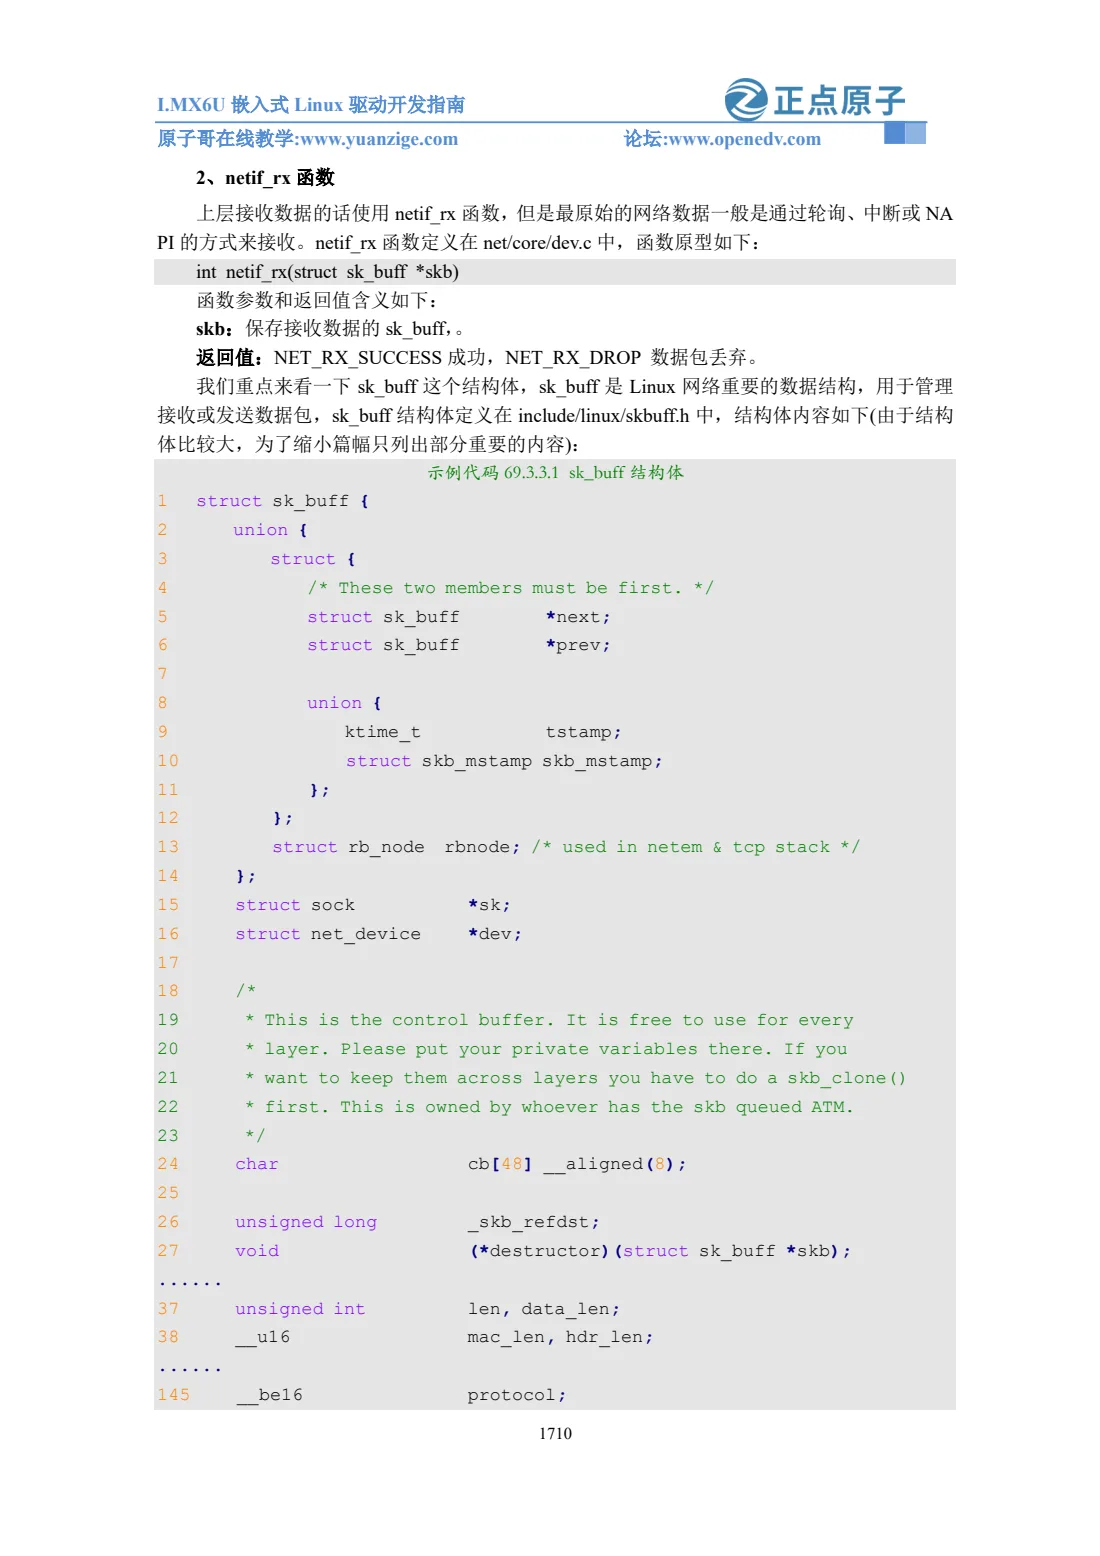 I.MX6U 嵌入式 Linux 驱动开发指南
正点原子
原子哥在线教学:www.yuanzige.com 论坛:www.openedv.com
2、netif_rx 函数
上层接收数据的话使用 netif_rx 函数，但是最原始的网络数据一般是通过轮询、中断或 NA
PI 的方式来接收。netif_rx 函数定义在 net/core/dev.c 中，函数原型如下：
int netif_rx(struct sk_buff *skb)
函数参数和返回值含义如下：
skb：保存接收数据的 sk_buff，。
返回值：NET_RX_SUCCESS 成功，NET_RX_DROP 数据包丢弃。
我们重点来看一下 sk_buff 这个结构体，sk_buff 是 Linux 网络重要的数据结构，用于管理
接收或发送数据包，sk_buff 结构体定义在 include/linux/skbuff.h 中，结构体内容如下(由于结构
体比较大，为了缩小篇幅只列出部分重要的内容)：
示例代码 69.3.3.1 sk_buff 结构体
1 struct sk_buff {
2 union {
3 struct {
4 /* These two members must be first. */
5 struct sk_buff *next;
6 struct sk_buff *prev;
7
8 union {
9 ktime_t tstamp;
10 struct skb_mstamp skb_mstamp;
11 };
12 };
13 struct rb_node rbnode; /* used in netem & tcp stack */
14 };
15 struct sock *sk;
16 struct net_device *dev;
17
18 /*
19 * This is the control buffer. It is free to use for every
20 * layer. Please put your private variables there. If you
21 * want to keep them across layers you have to do a skb_clone()
22 * first. This is owned by whoever has the skb queued ATM.
23 */
24 char cb[48] __aligned(8);
25
26 unsigned long _skb_refdst;
27 void (*destructor)(struct sk_buff *skb);
......
37 unsigned int len, data_len;
38 __u16 mac_len, hdr_len;
......
145 __be16 protocol;
1710